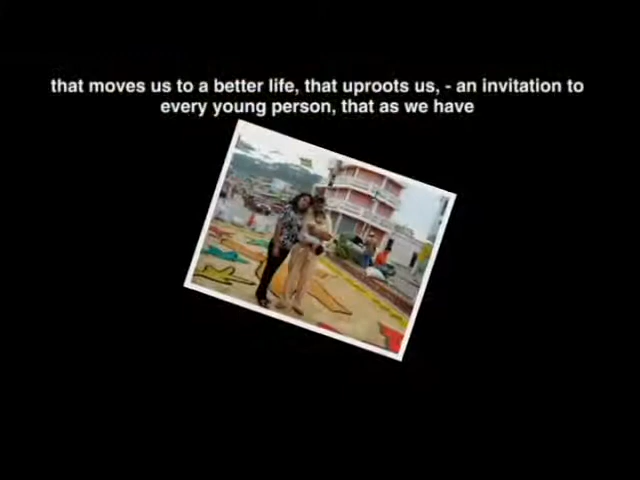 that moves us to a better life, that uproots us, - an invitation to
every young person, that as we have